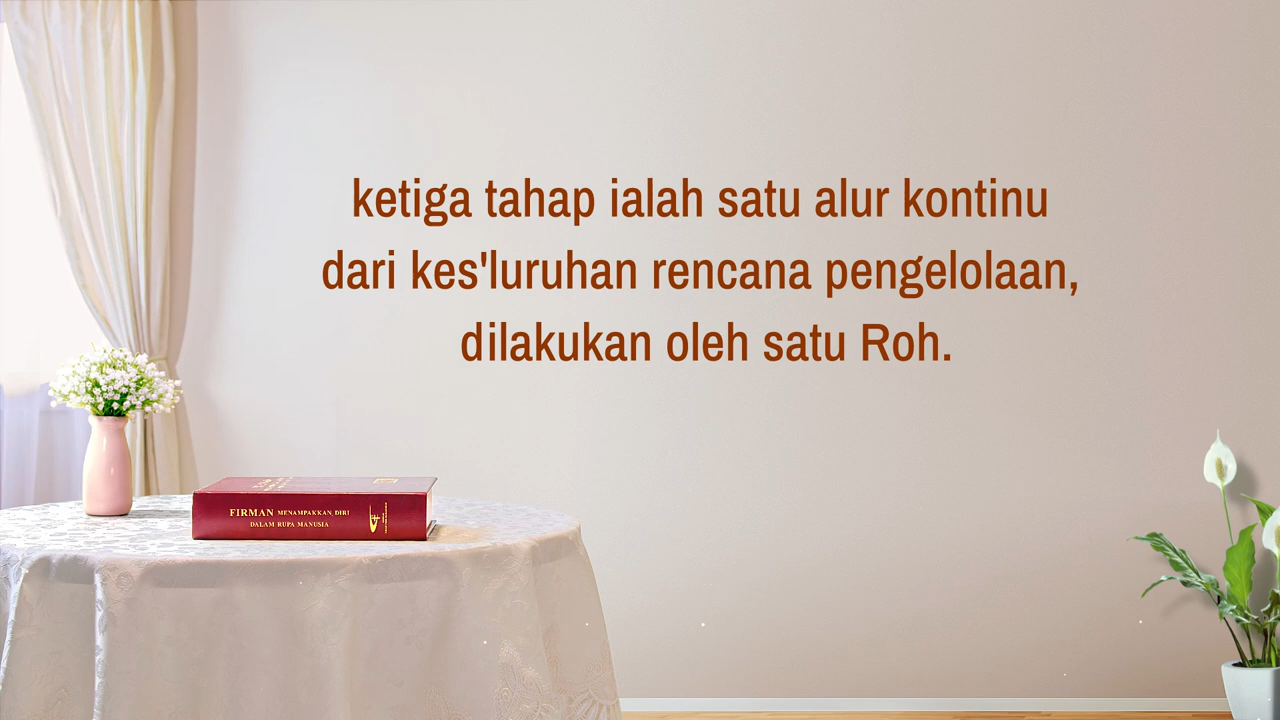 ketiga tahap ialah satu alur kontinu
dari kes'luruhan rencana pengelolaan,
dilakukan oleh satu Roh.
FIRMAN MENAMPAKKAN DIRI
DALAM RUPA MANUSIA